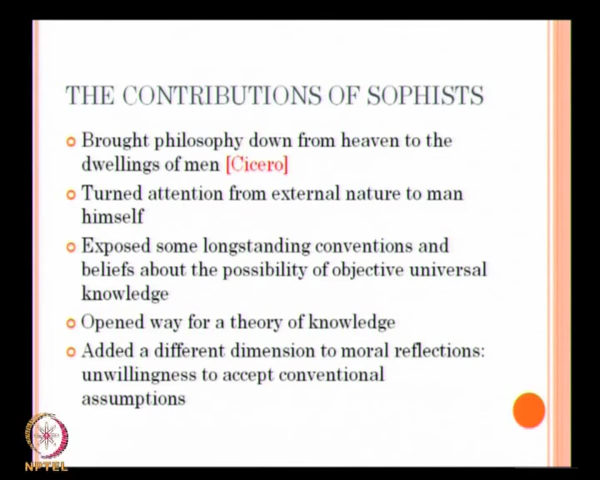 THE CONTRIBUTIONS OF SOPHISTS
Brought philosophy down from heaven to the
dwellings of men [Cicero]
Turned attention from external nature to man
himself
Exposed some longstanding conventions and
beliefs about the possibility of objective universal
knowledge
Opened way for a theory of knowledge
Added a different dimension to moral reflections:
unwillingness to accept conventional
assumptions
NPTEL